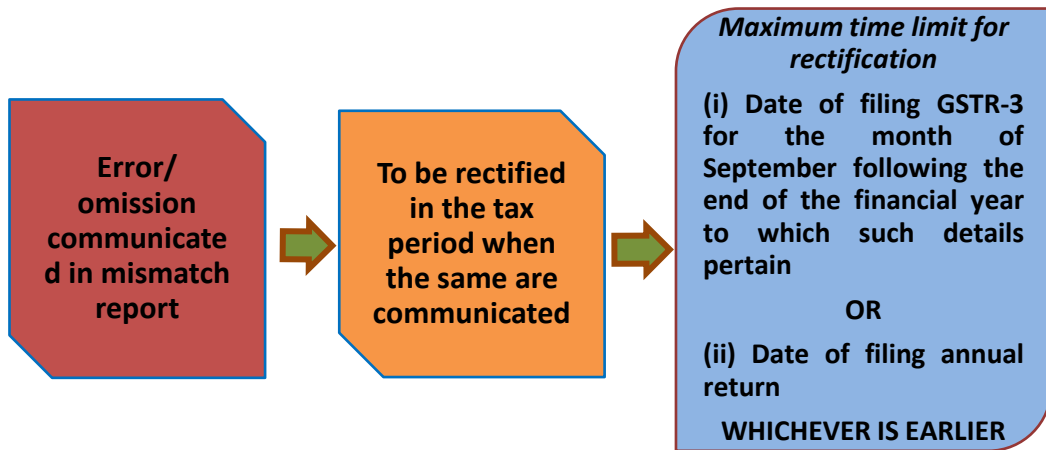 Error/
omission
communicate
d in mismatch
report
To be rectified
in the tax
period when
the same are
communicated
Maximum time limit for
rectification
(i) Date of filing GSTR-3
for the month of
September following the
end of the financial year
to which such details
pertain
OR
(ii) Date of filing annual
return
WHICHEVER IS EARLIER